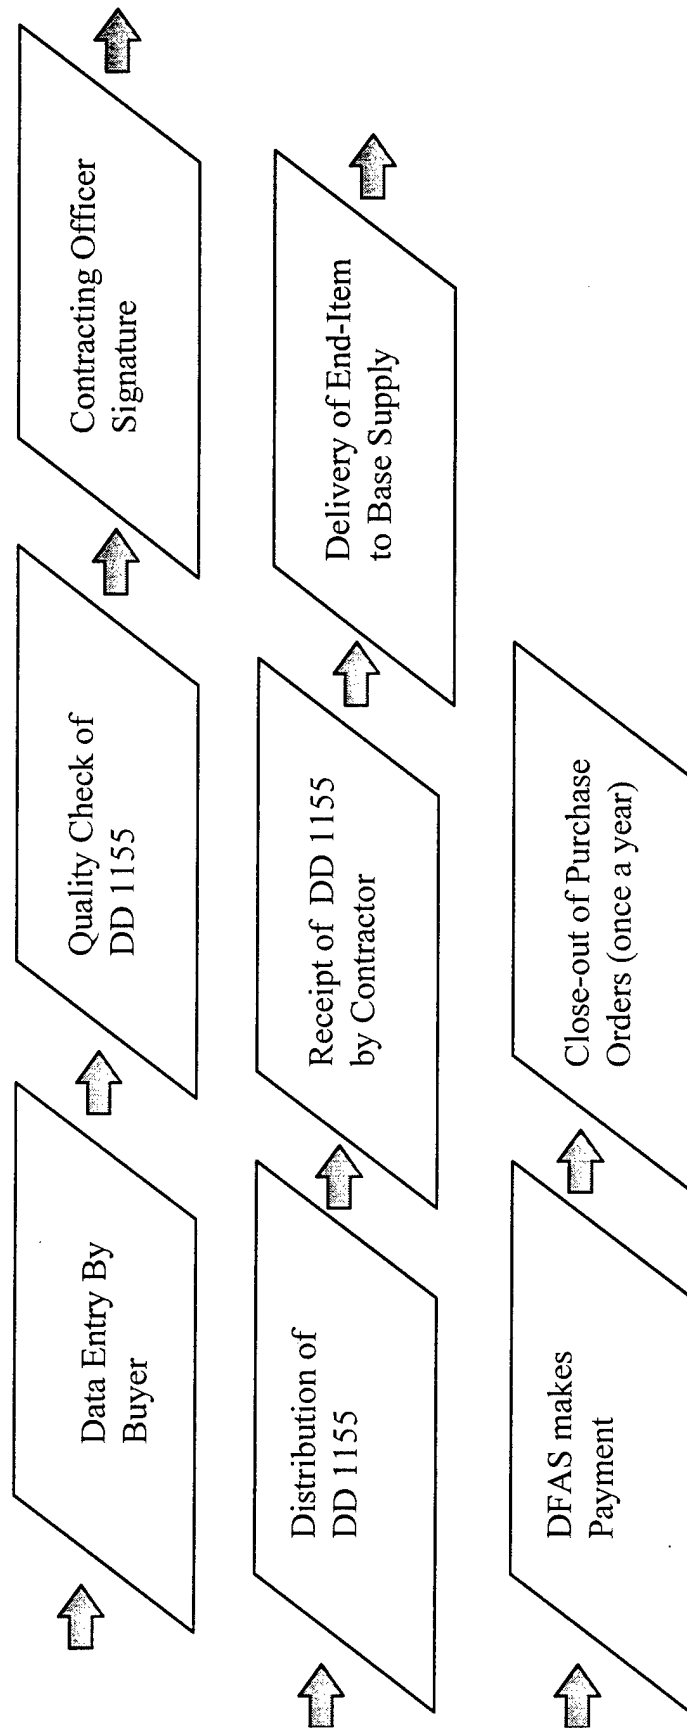 Data Entry By
Buyer
Quality Check of
DD 1155
Contracting Officer
Signature
Distribution of
DD 1155
Receipt of DD 1155
by Contractor
Delivery of End-Item
to Base Supply
DFAS makes
Payment
Close-out of Purchase
Orders (once a year)